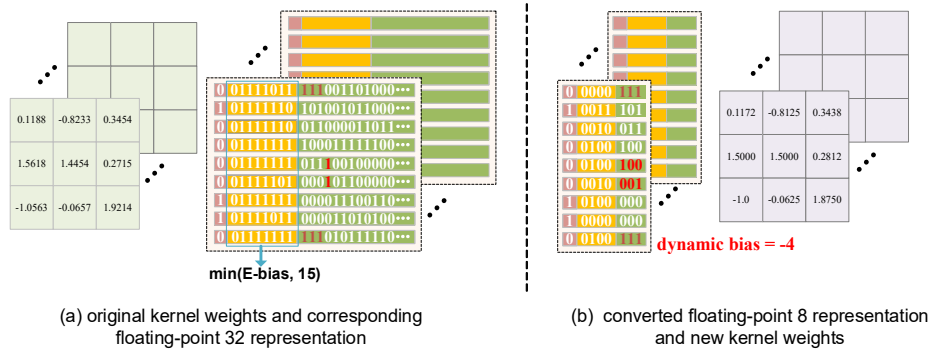 0.1188 -0.8233 0.3454
1.5618 1.4454 0.2715
-1.0563 -0.0657 1.9214
0 01111011 111001101000···
1 01111110 101001011000···
0 01111110 011000011011···
0 01111111 100011111100···
0 01111111 011100100000···
0 01111101 000101100000···
1 01111111 000011100110···
1 01111011 000011010100···
0 01111111 111010111110···
min(E-bias, 15)
(a) original kernel weights and corresponding
floating-point 32 representation
0 0000 111
1 0011 101
0 0010 011
0 0100 100
0 0100 100
0 0010 001
1 0100 000
1 0000 000
0 0100 111
dynamic bias = -4
0.1172 -0.8125 0.3438
1.5000 1.5000 0.2812
-1.0 -0.0625 1.8750
(b) converted floating-point 8 representation
and new kernel weights